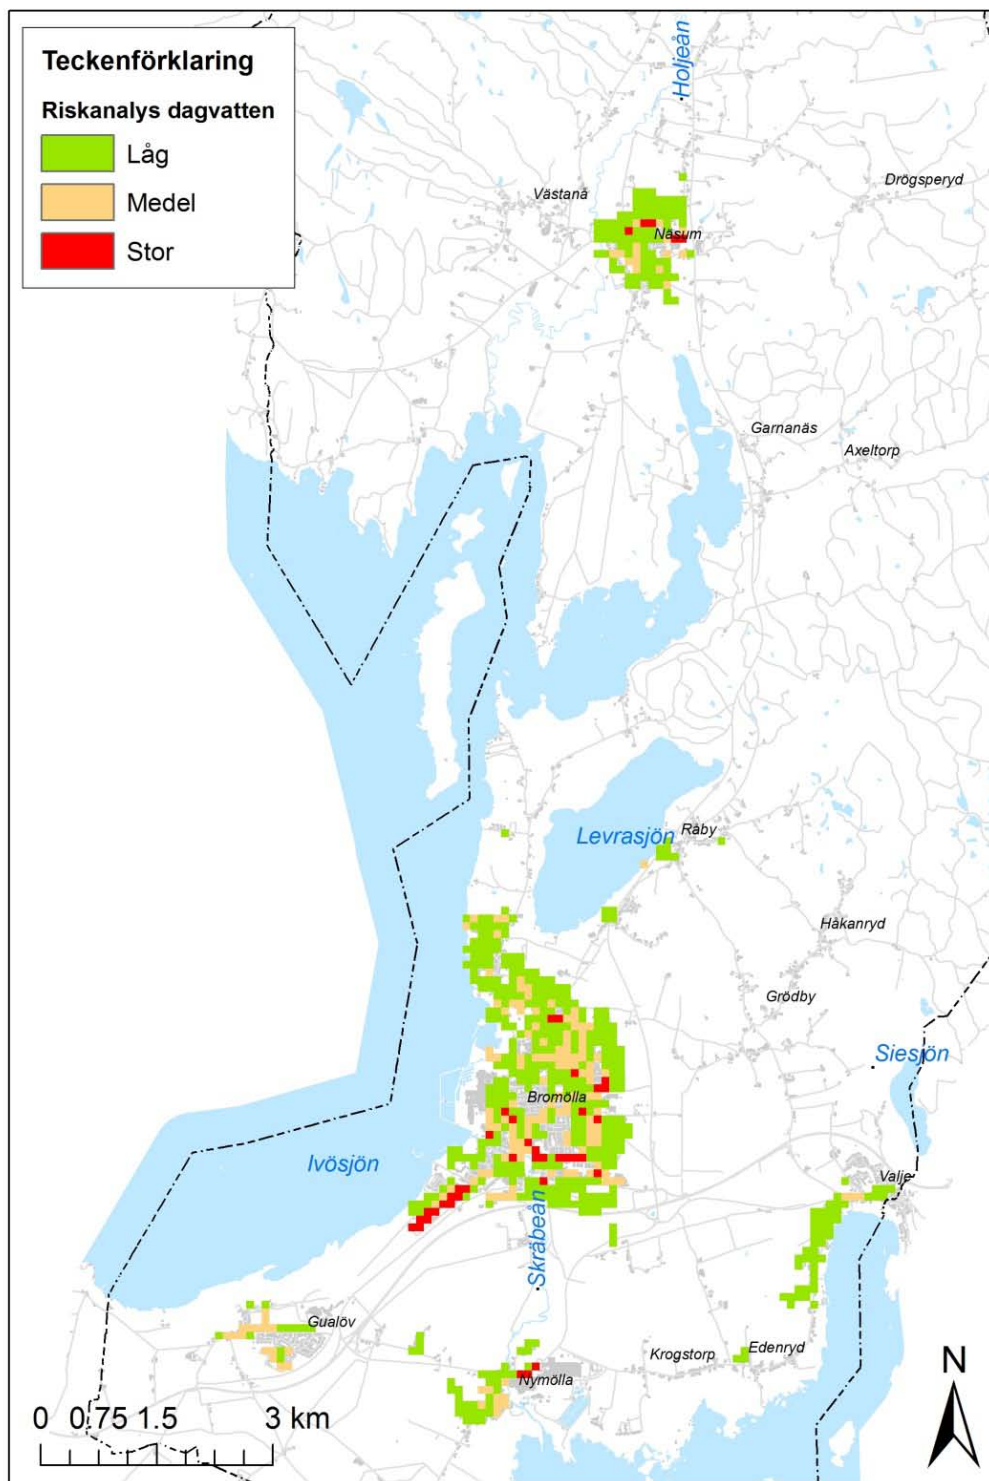 Teckenförklaring
Riskanalys dagvatten
Låg
Medel
Stor
Holjeån
Drögsperyd
Västanå
Näsum
Garnanäs
Axeltorp
Levrasjön
Råby
Håkanryd
Grödby
Siesjön
Bromölla
Ivösjön
Valje
Skräbeån
Gualöv
Krogstorp
Edenryd
Nymölla
N
0 0.75 1.5 3 km